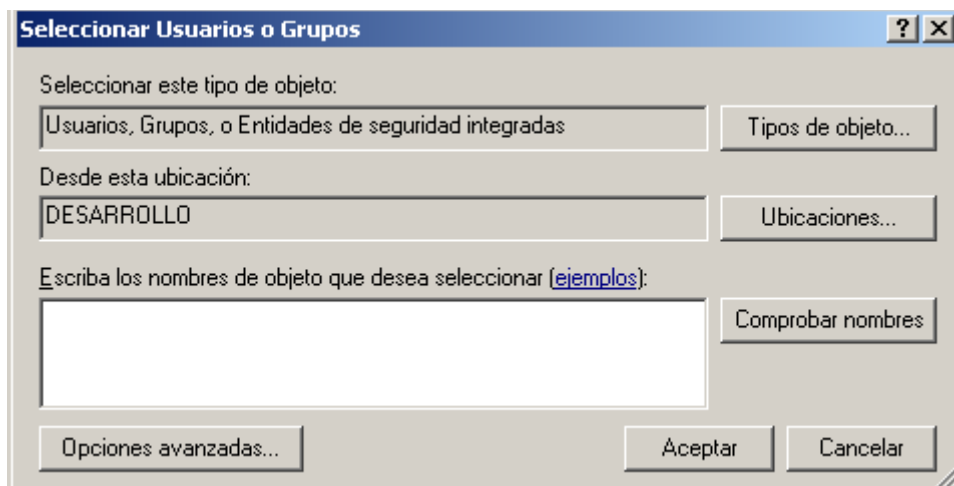 Seleccionar Usuarios o Grupos
Seleccionar este tipo de objeto:
Usuarios, Grupos, o Entidades de seguridad integradas
Tipos de objeto...
Desde esta ubicación:
DESARROLLO
Ubicaciones...
Escriba los nombres de objeto que desea seleccionar (ejemplos):
Comprobar nombres
Opciones avanzadas...
Aceptar
Cancelar